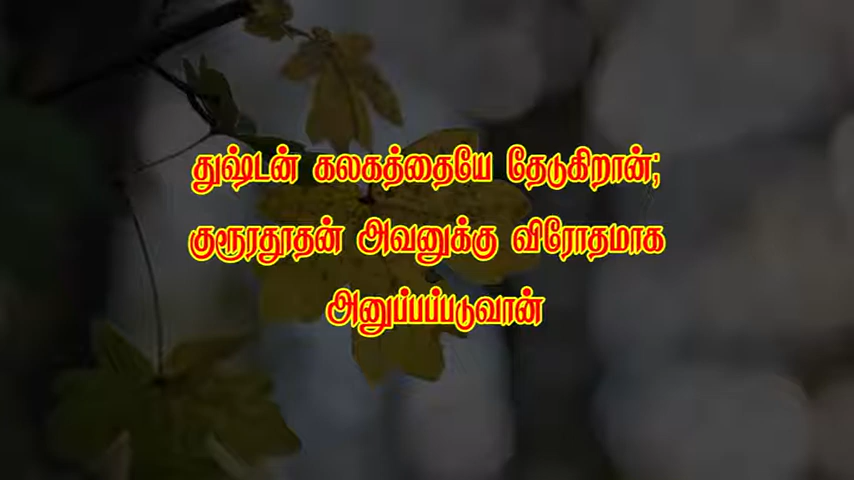 துஷ்டன் கலகத்தையே தேடுகிறான்;
குரூரதூதன் அவனுக்கு விரோதமாக
அனுப்பப்படுவான்